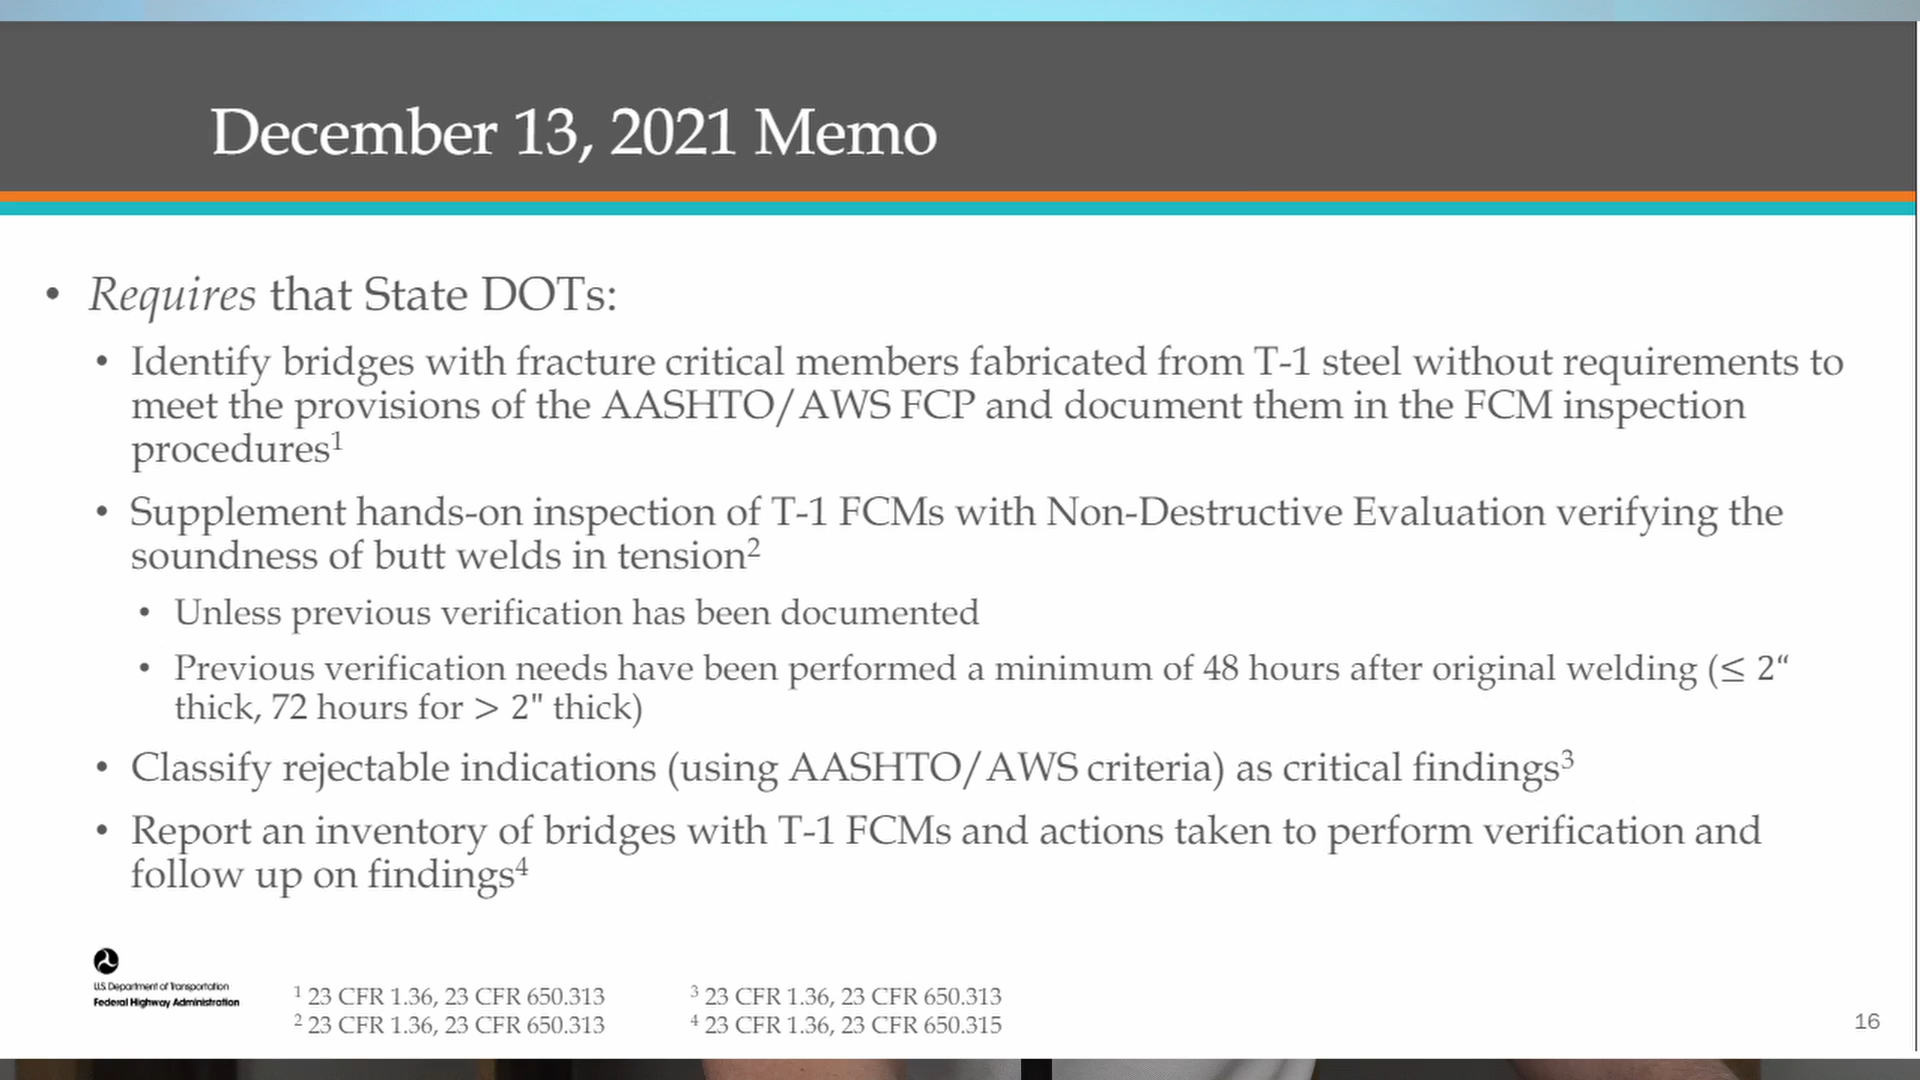 December 13, 2021 Memo
• Requires that State DOTs:
• Identify bridges with fracture critical members fabricated from T-1 steel without requirements to
meet the provisions of the AASHTO/AWS FCP and document them in the FCM inspection
procedures¹
• Supplement hands-on inspection of T-1 FCMs with Non-Destructive Evaluation verifying the
soundness of butt welds in tension²
• Unless previous verification has been documented
• Previous verification needs have been performed a minimum of 48 hours after original welding (≤ 2“
thick, 72 hours for > 2" thick)
• Classify rejectable indications (using AASHTO/AWS criteria) as critical findings³
• Report an inventory of bridges with T-1 FCMs and actions taken to perform verification and
follow up on findings⁴
U.S. Department of Transportation
Federal Highway Administration
¹ 23 CFR 1.36, 23 CFR 650.313
² 23 CFR 1.36, 23 CFR 650.313
³ 23 CFR 1.36, 23 CFR 650.313
⁴ 23 CFR 1.36, 23 CFR 650.315
16